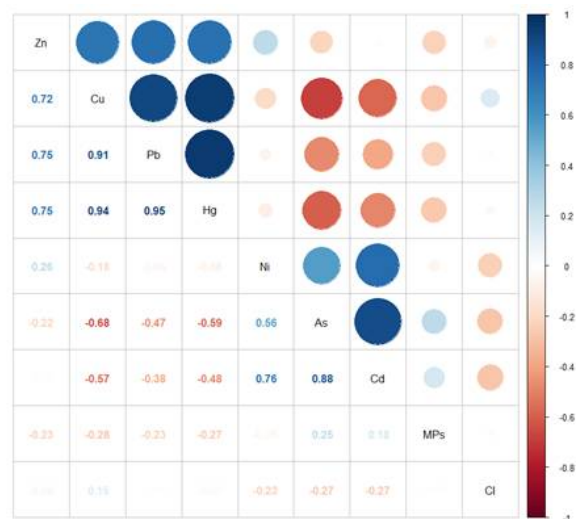 Zn
0.72 Cu
0.75 0.91 Pb
0.75 0.94 0.95 Hg
0.26 -0.18 Ni
-0.22 -0.68 -0.47 -0.59 0.56 As
-0.57 -0.38 -0.48 0.76 0.88 Cd
-0.23 -0.28 -0.23 -0.27 0.25 0.18 MPs
0.15 -0.23 -0.27 -0.27 Cl
1
0.8
0.6
0.4
0.2
0
-0.2
-0.4
-0.6
-0.8
-1